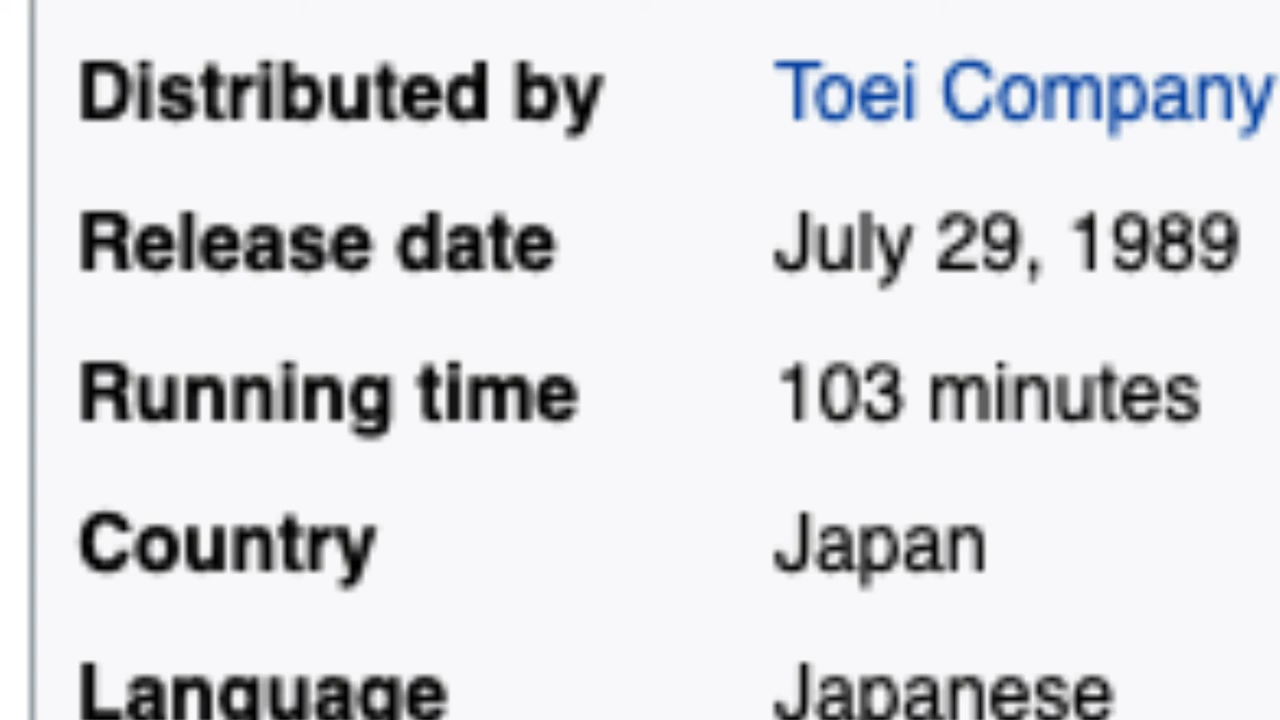 Distributed by Toei Company
Release date July 29, 1989
Running time 103 minutes
Country Japan
Language Japanese